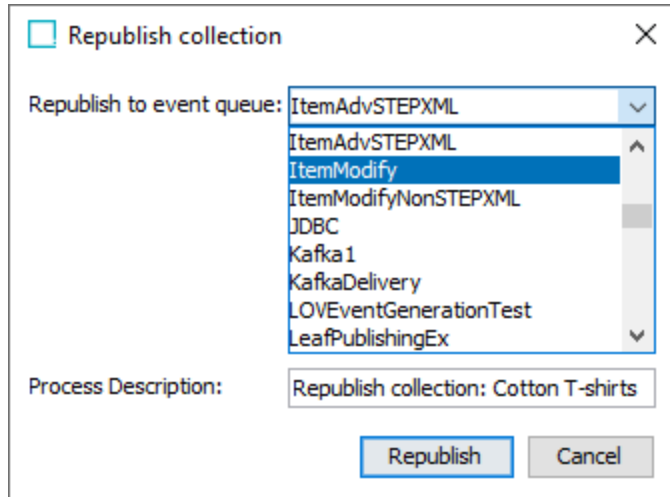 Republish collection
Republish to event queue: ItemAdvSTEPXML
ItemAdvSTEPXML
ItemModify
ItemModifyNonSTEPXML
JDBC
Kafka1
KafkaDelivery
LOVEventGenerationTest
LeafPublishingEx
Process Description: Republish collection: Cotton T-shirts
Republish Cancel